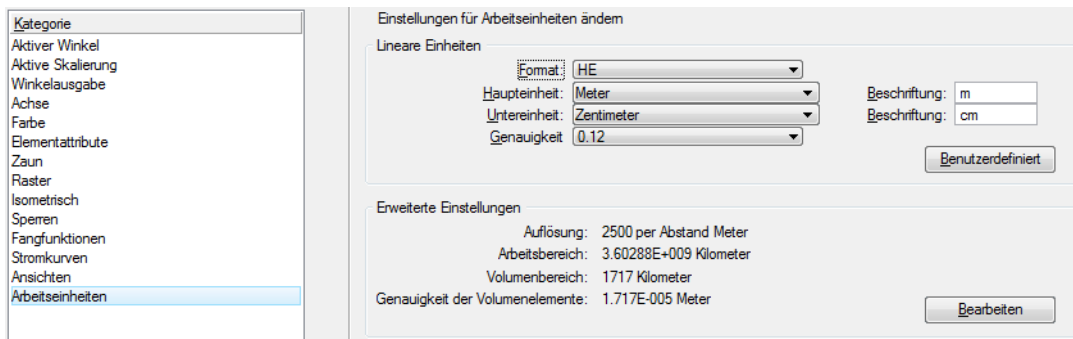 Kategorie
Aktiver Winkel
Aktive Skalierung
Winkelausgabe
Achse
Farbe
Elementattribute
Zaun
Raster
Isometrisch
Sperren
Fangfunktionen
Stromkurven
Ansichten
Arbeitseinheiten
Einstellungen für Arbeitseinheiten ändern
Lineare Einheiten
Format: HE
Haupteinheit: Meter Beschriftung: m
Untereinheit: Zentimeter Beschriftung: cm
Genauigkeit 0.12
Benutzerdefiniert
Erweiterte Einstellungen
Auflösung: 2500 per Abstand Meter
Arbeitsbereich: 3.60288E+009 Kilometer
Volumenbereich: 1717 Kilometer
Genauigkeit der Volumenelemente: 1.717E-005 Meter
Bearbeiten